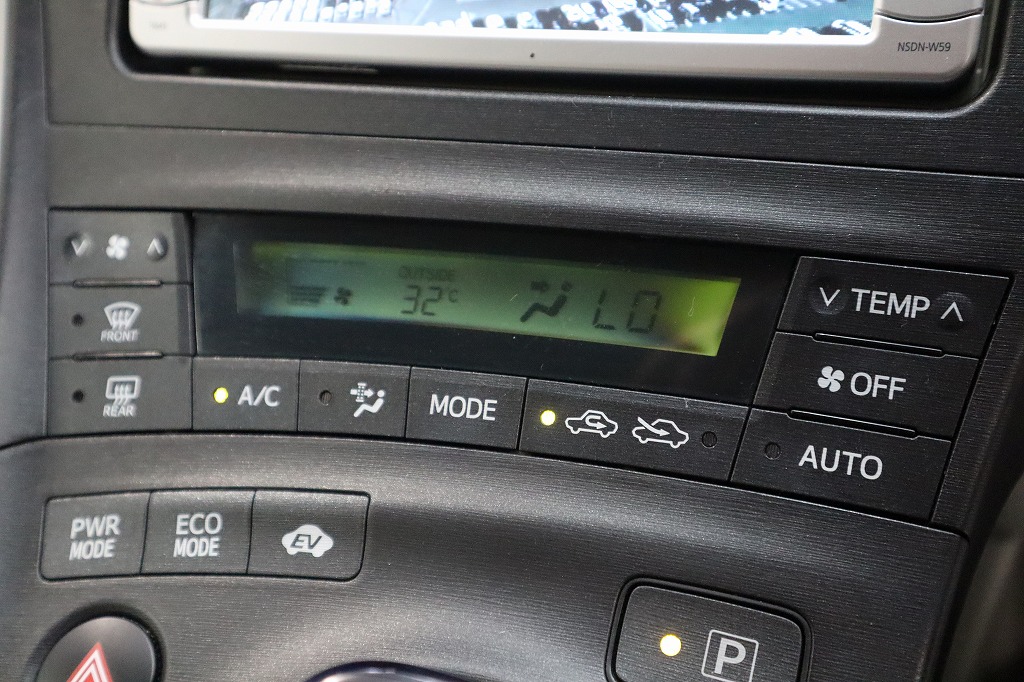 NSDN-W59
OUTSIDE
32°C LO
TEMP
FRONT
OFF
REAR
A/C
MODE
AUTO
PWR
MODE
ECO
MODE
EV
P